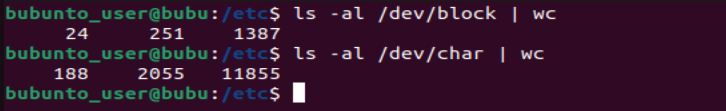 bubunto_user@bubu:/etc$ ls -al /dev/block | wc
     24     251    1387
bubunto_user@bubu:/etc$ ls -al /dev/char | wc
    188    2055   11855
bubunto_user@bubu:/etc$